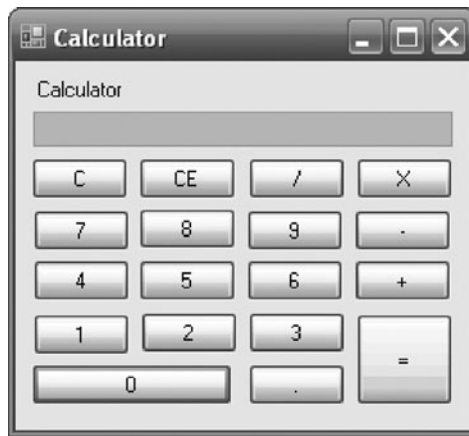 Calculator
Calculator
C CE / X
7 8 9 -
4 5 6 +
1 2 3
=
0 .